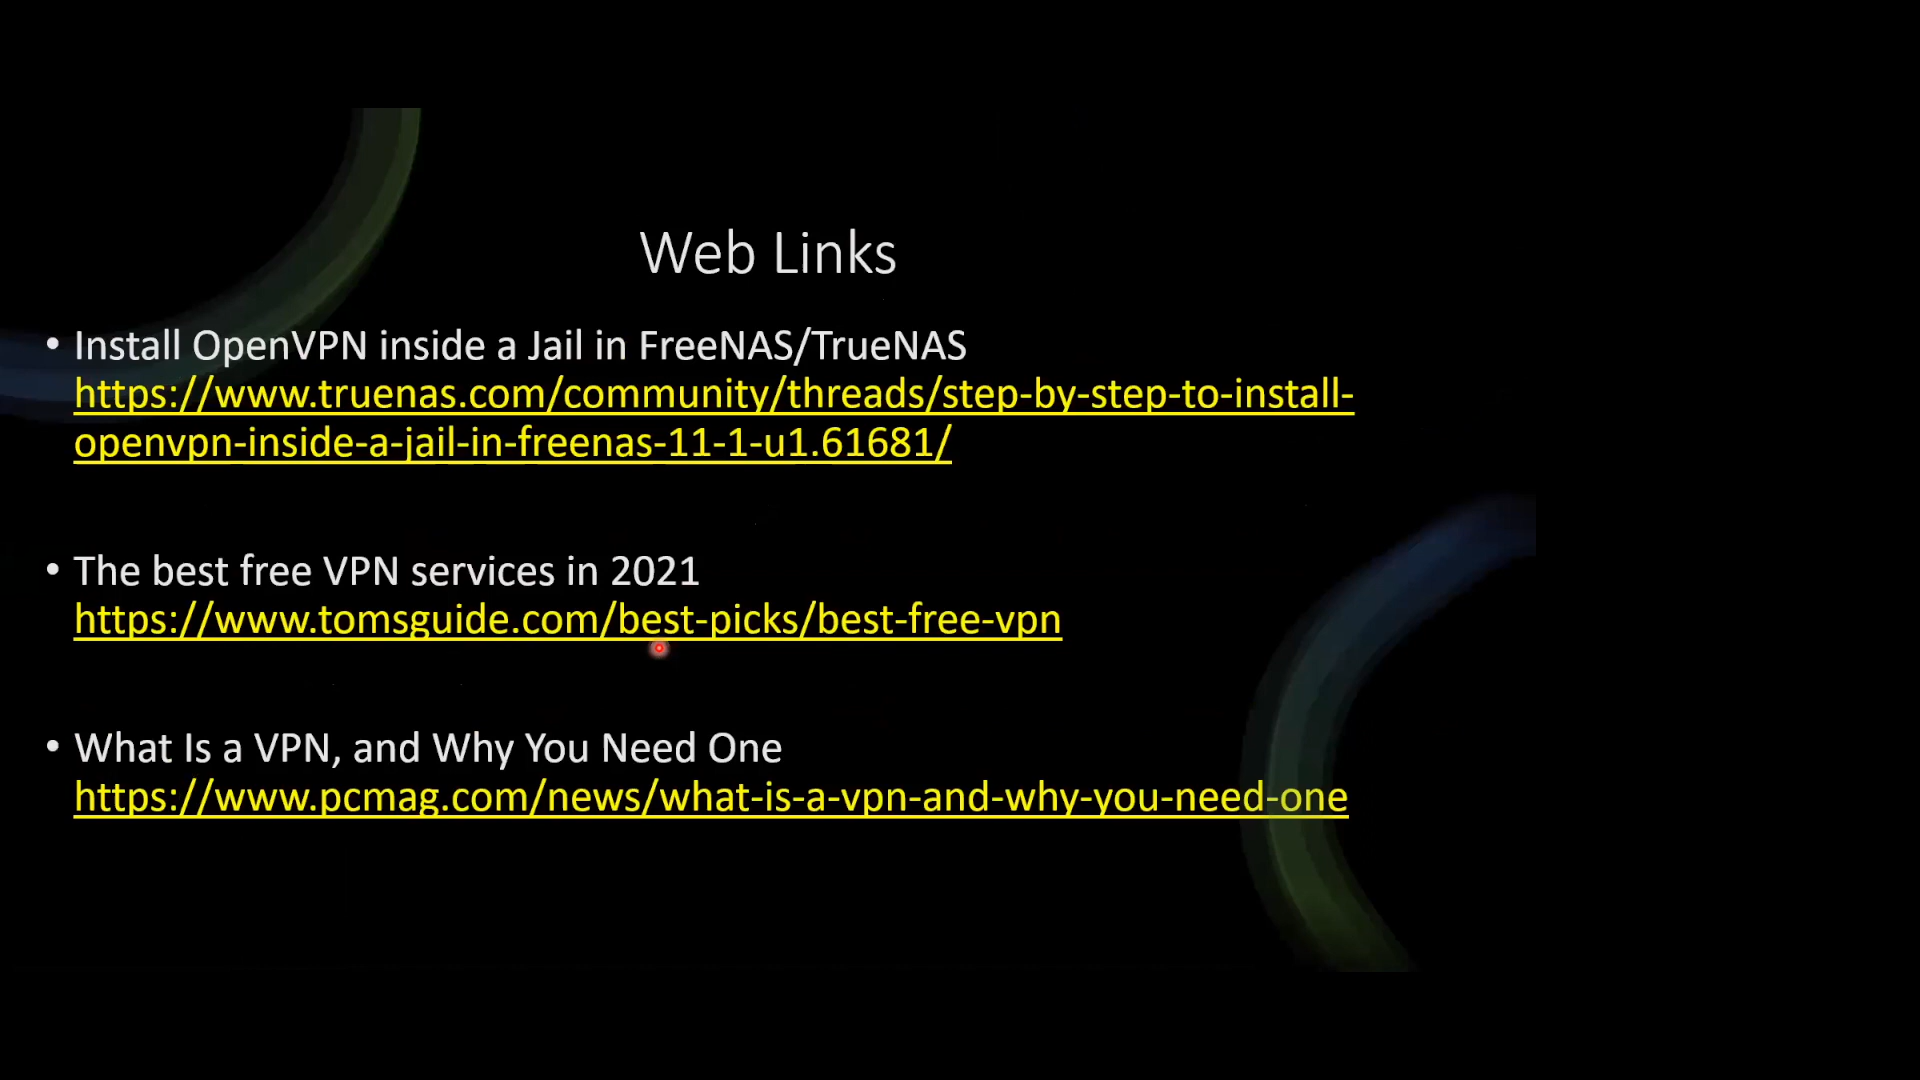 Web Links
• Install OpenVPN inside a Jail in FreeNAS/TrueNAS
https://www.truenas.com/community/threads/step-by-step-to-install-
openvpn-inside-a-jail-in-freenas-11-1-u1.61681/
• The best free VPN services in 2021
https://www.tomsguide.com/best-picks/best-free-vpn
• What Is a VPN, and Why You Need One
https://www.pcmag.com/news/what-is-a-vpn-and-why-you-need-one